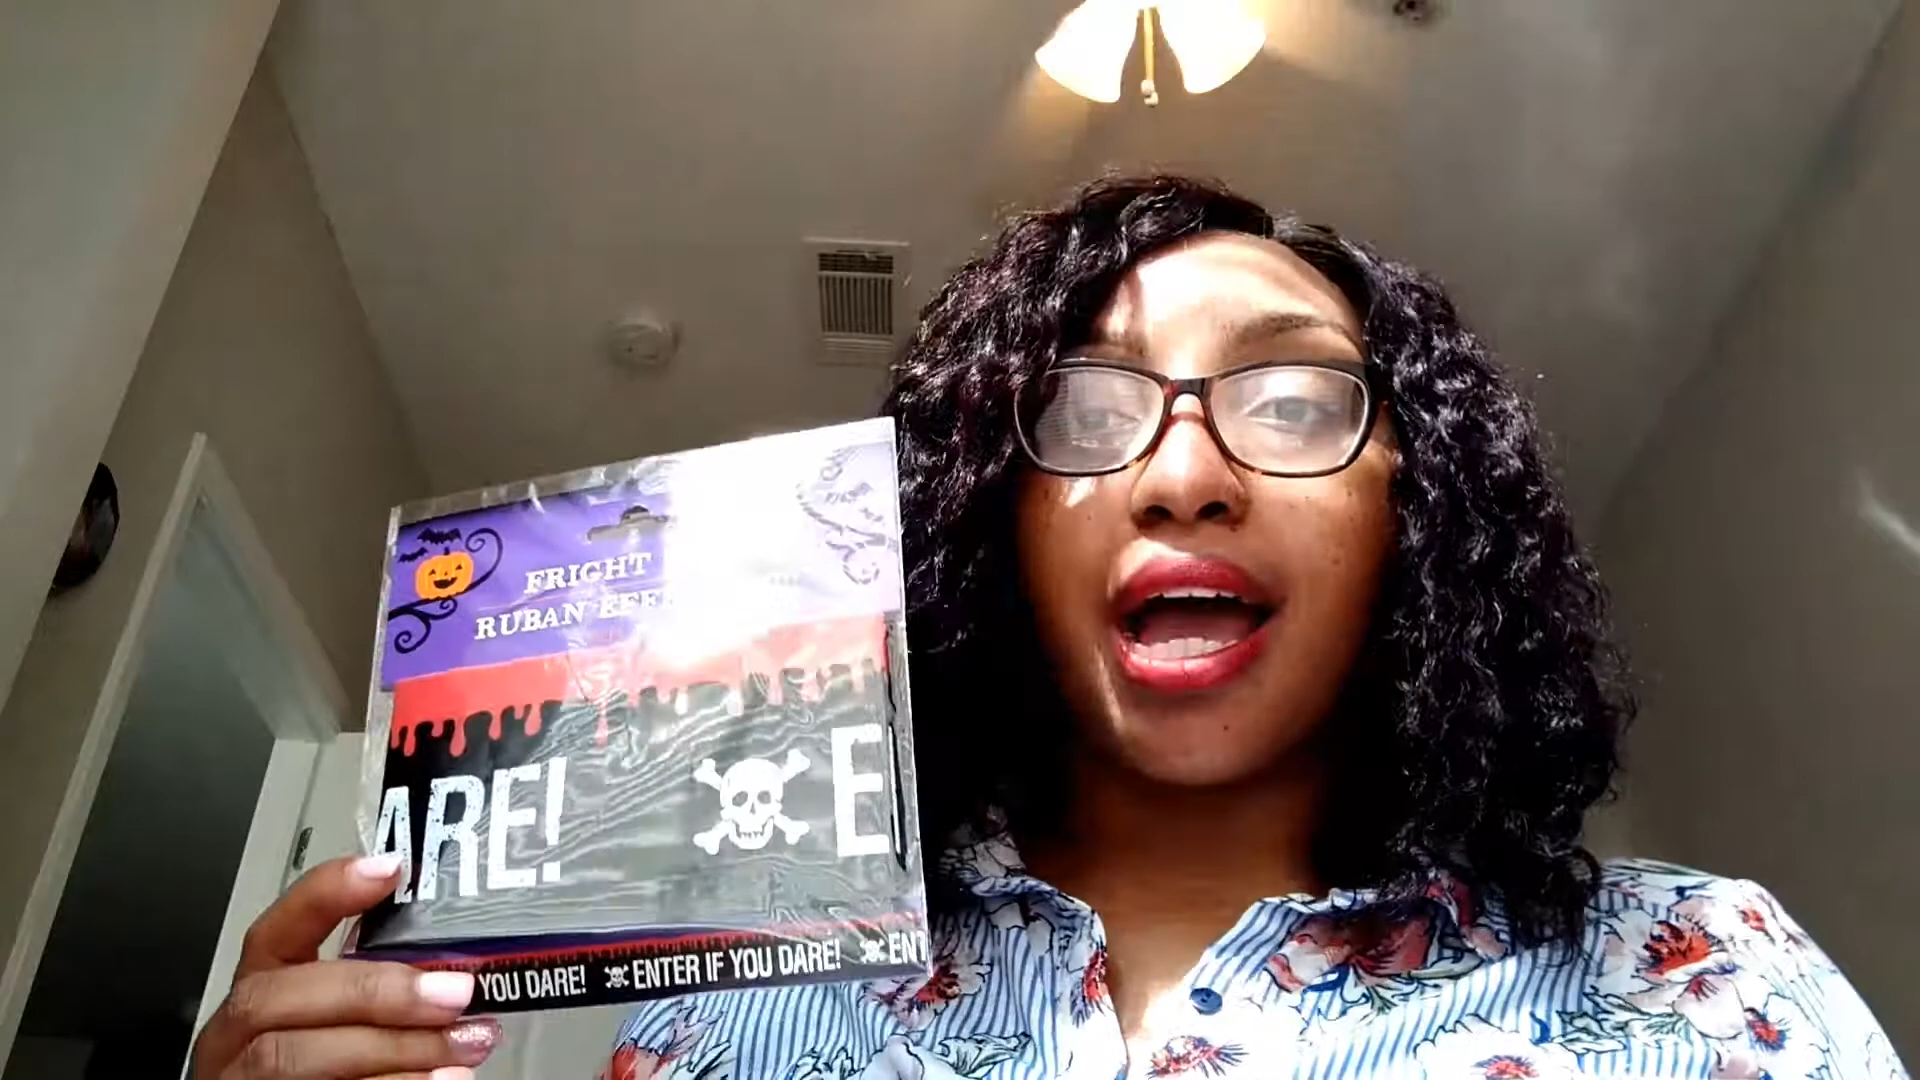 FRIGHT
RUBAN
ARE! E
YOU DARE! ENTER IF YOU DARE! ENT